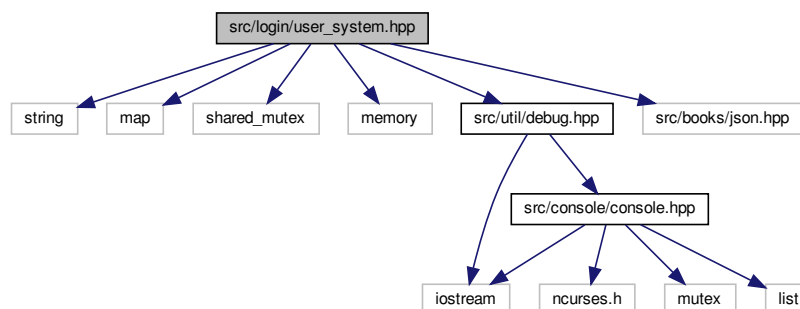 src/login/user_system.hpp
string
map
shared_mutex
memory
src/util/debug.hpp
src/books/json.hpp
src/console/console.hpp
iostream
ncurses.h
mutex
list